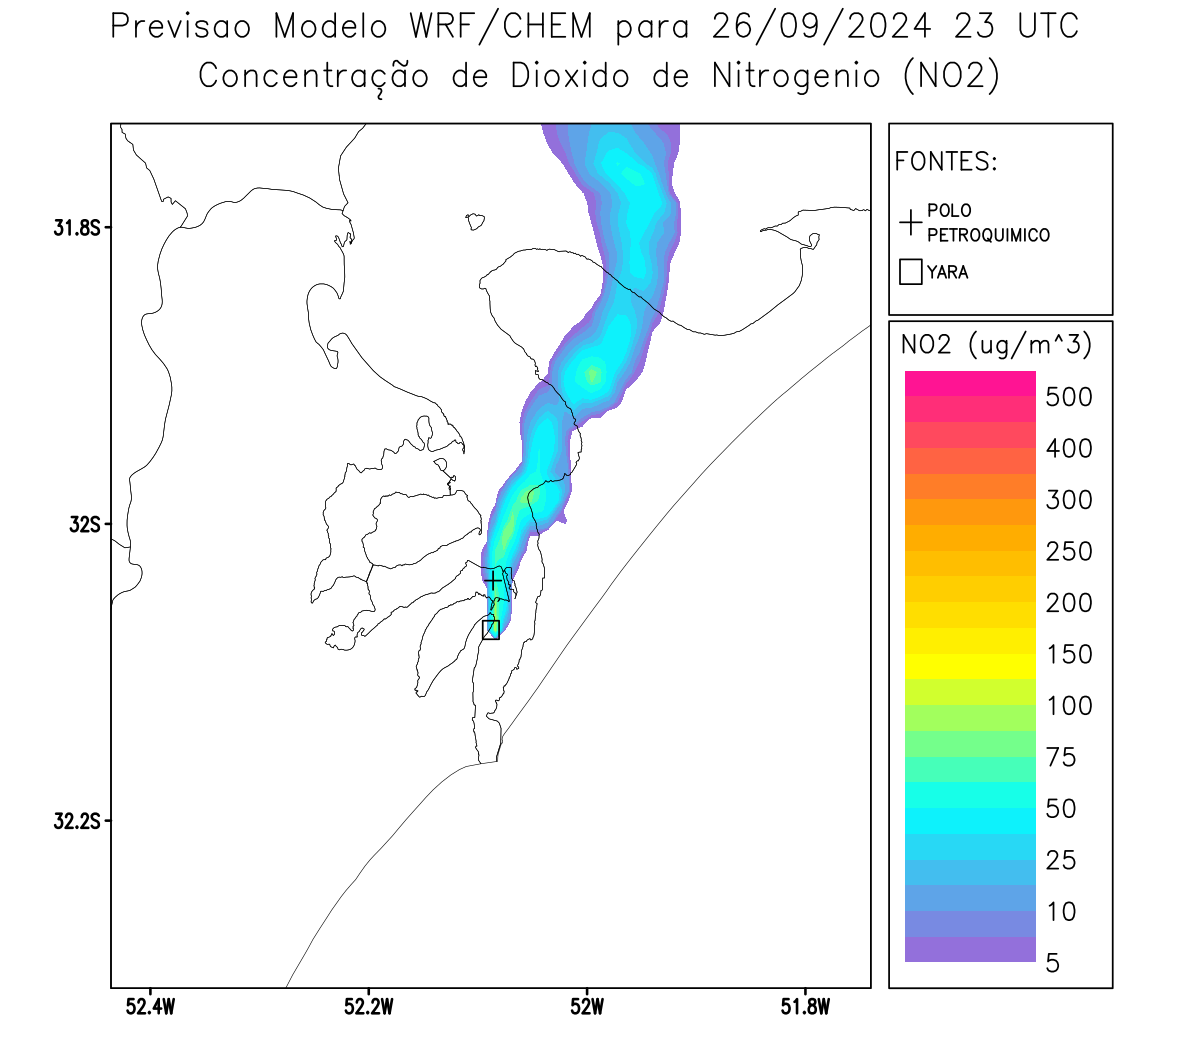 Previsao Modelo WRF/CHEM para 26/09/2024 23 UTC
Concentração de Dioxido de Nitrogenio (NO2)
FONTES:
POLO
PETROQUIMICO
YARA
NO2 (ug/m^3)
500
400
300
250
200
150
100
75
50
25
10
5
31.8S
32S
32.2S
52.4W
52.2W
52W
51.8W